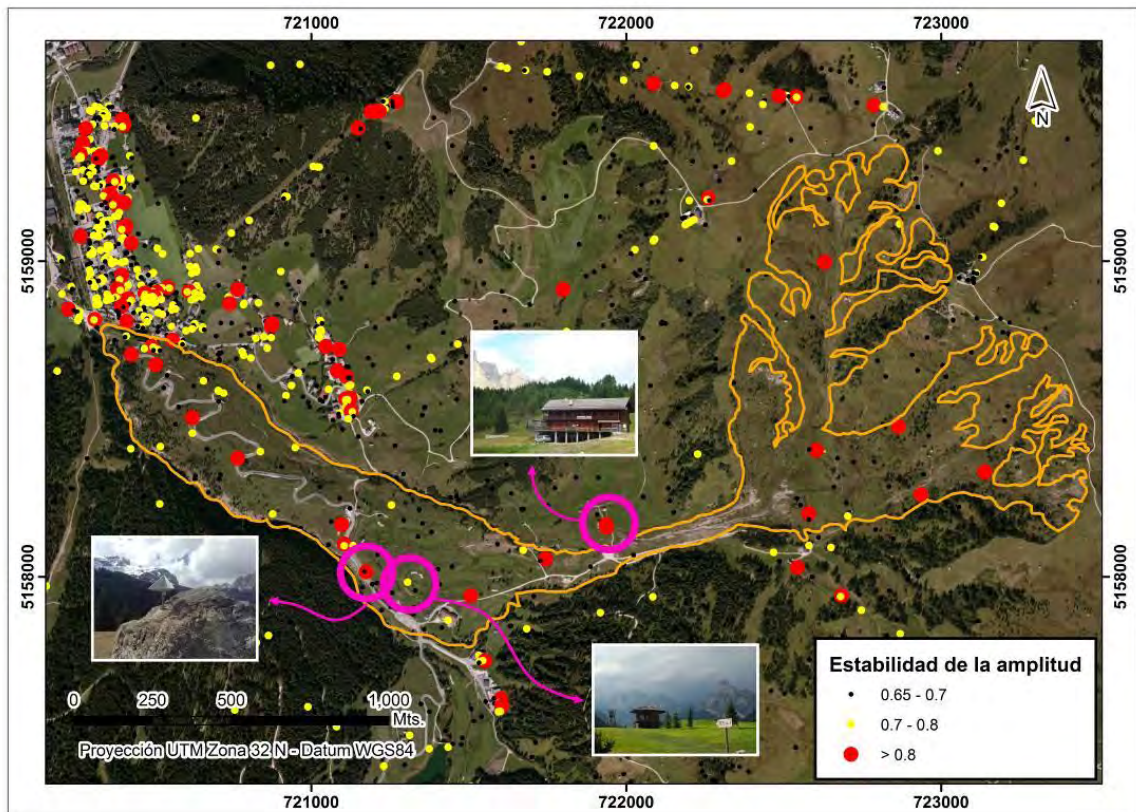 721000 722000 723000
N
5159000 5159000
5158000 5158000
Estabilidad de la amplitud
0.65 - 0.7
0.7 - 0.8
> 0.8
0 250 500 1,000
Mts.
Proyección UTM Zona 32 N - Datum WGS84
721000 722000 723000